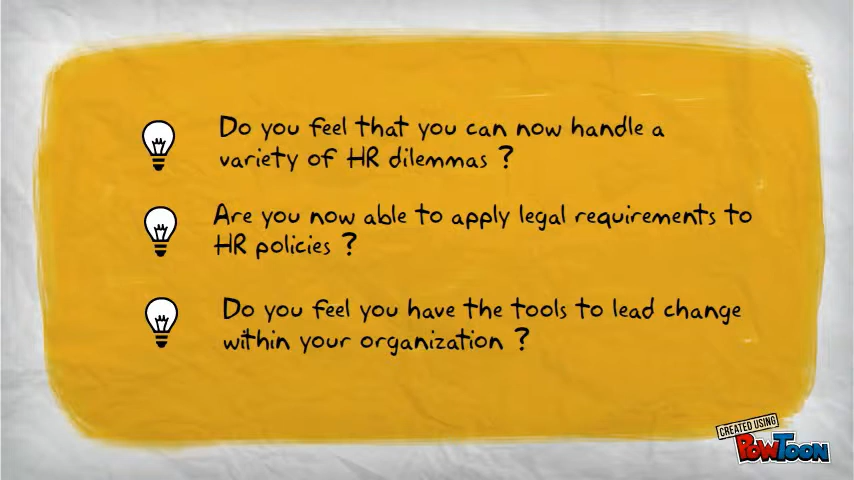 Do you feel that you can now handle a
variety of HR dilemmas ?
Are you now able to apply legal requirements to
HR policies ?
Do you feel you have the tools to lead change
within your organization ?
CREATED USING
POWTOON